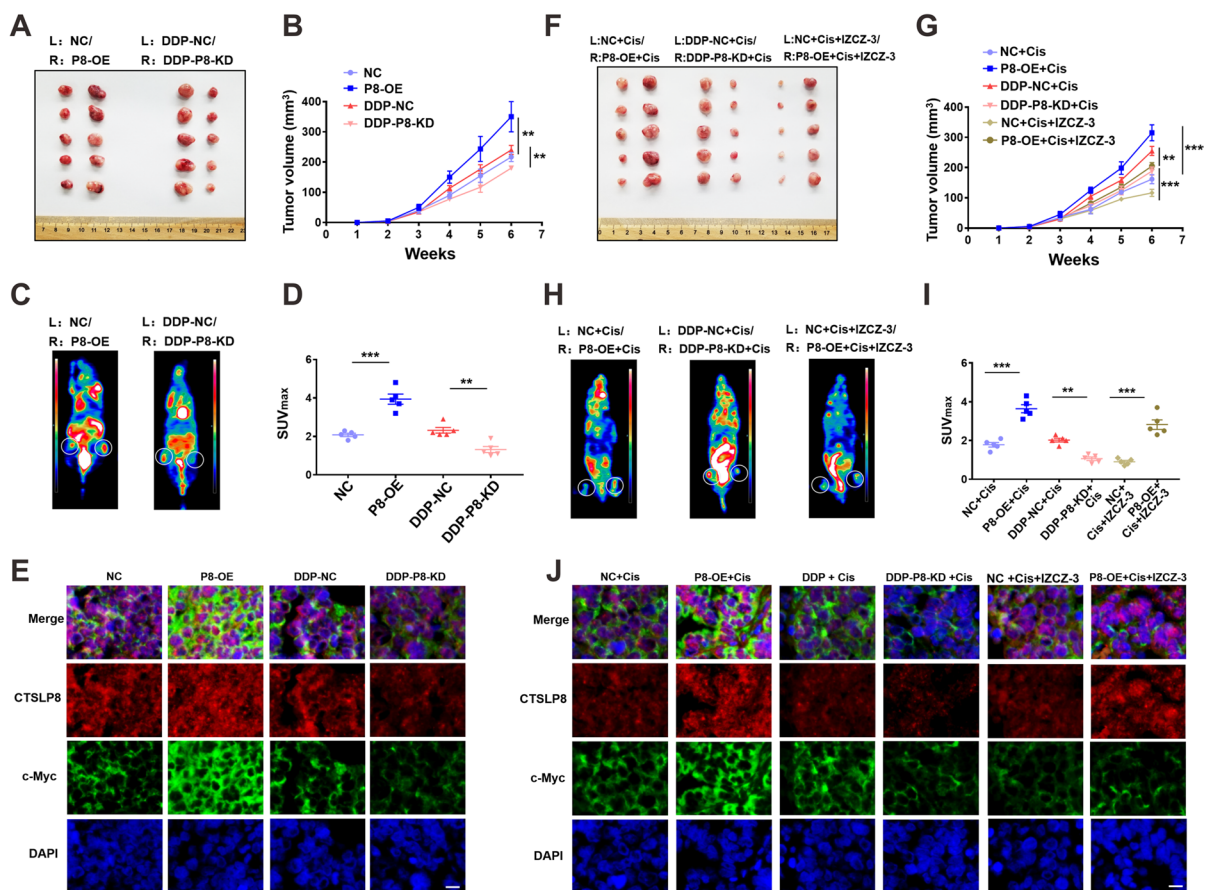 A
L: NC/
R: P8-OE
L: DDP-NC/
R: DDP-P8-KD
B
Tumor volume (mm³)
400
300
200
100
0
0 1 2 3 4 5 6 7
Weeks
NC
P8-OE
DDP-NC
DDP-P8-KD
**
**
C
L: NC/
R: P8-OE
L: DDP-NC/
R: DDP-P8-KD
D
SUVmax
6
4
2
0
***
**
NC
P8-OE
DDP-NC
DDP-P8-KD
E
NC
P8-OE
DDP-NC
DDP-P8-KD
Merge
CTSLP8
c-Myc
DAPI
F
L:NC+Cis/
R:P8-OE+Cis
L:DDP-NC+Cis/
R:DDP-P8-KD+Cis
L:NC+Cis+IZCZ-3/
R:P8-OE+Cis+IZCZ-3
G
Tumor volume (mm³)
400
300
200
100
0
0 1 2 3 4 5 6 7
Weeks
NC+Cis
P8-OE+Cis
DDP-NC+Cis
DDP-P8-KD+Cis
NC+Cis+IZCZ-3
P8-OE+Cis+IZCZ-3
**
***
***
H
L: NC+Cis/
R: P8-OE+Cis
L: DDP-NC+Cis/
R: DDP-P8-KD+Cis
L: NC+Cis+IZCZ-3/
R: P8-OE+Cis+IZCZ-3
I
SUVmax
6
4
2
0
***
**
***
NC+Cis
P8-OE+Cis
DDP-NC+Cis
DDP-P8-KD+
Cis
NC+
Cis+IZCZ-3
P8-OE+
Cis+IZCZ-3
J
NC+Cis
P8-OE+Cis
DDP + Cis
DDP-P8-KD +Cis
NC +Cis+IZCZ-3
P8-OE+Cis+IZCZ-3
Merge
CTSLP8
c-Myc
DAPI